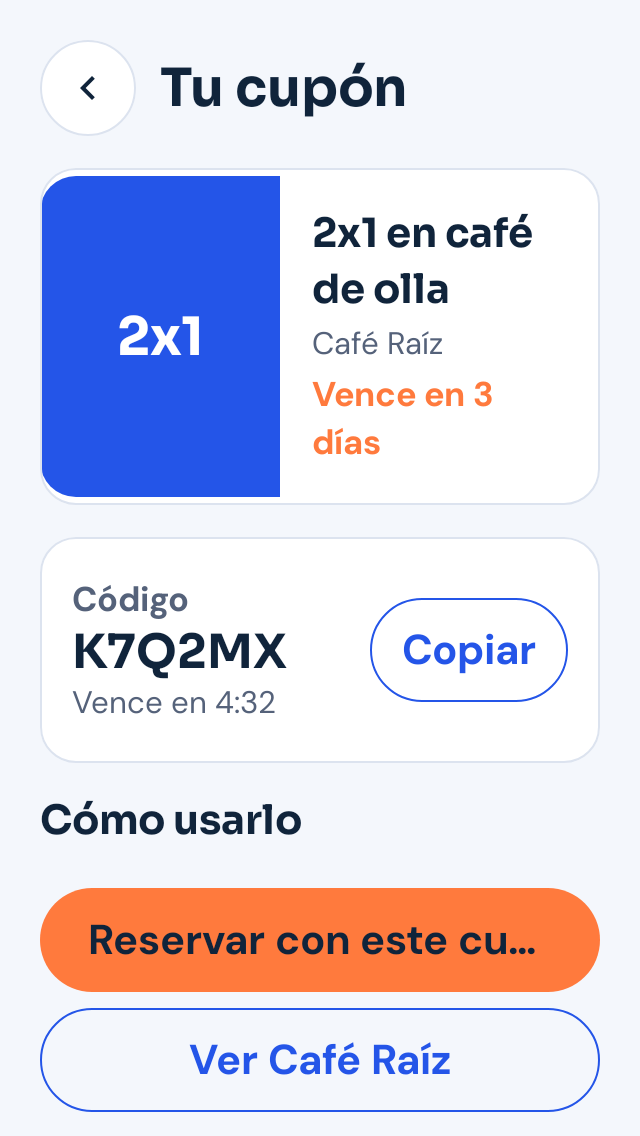 Tu cupón
2x1
2x1 en café
de olla
Café Raíz
Vence en 3
días
Código
K7Q2MX
Vence en 4:32
Copiar
Cómo usarlo
Reservar con este cu...
Ver Café Raíz